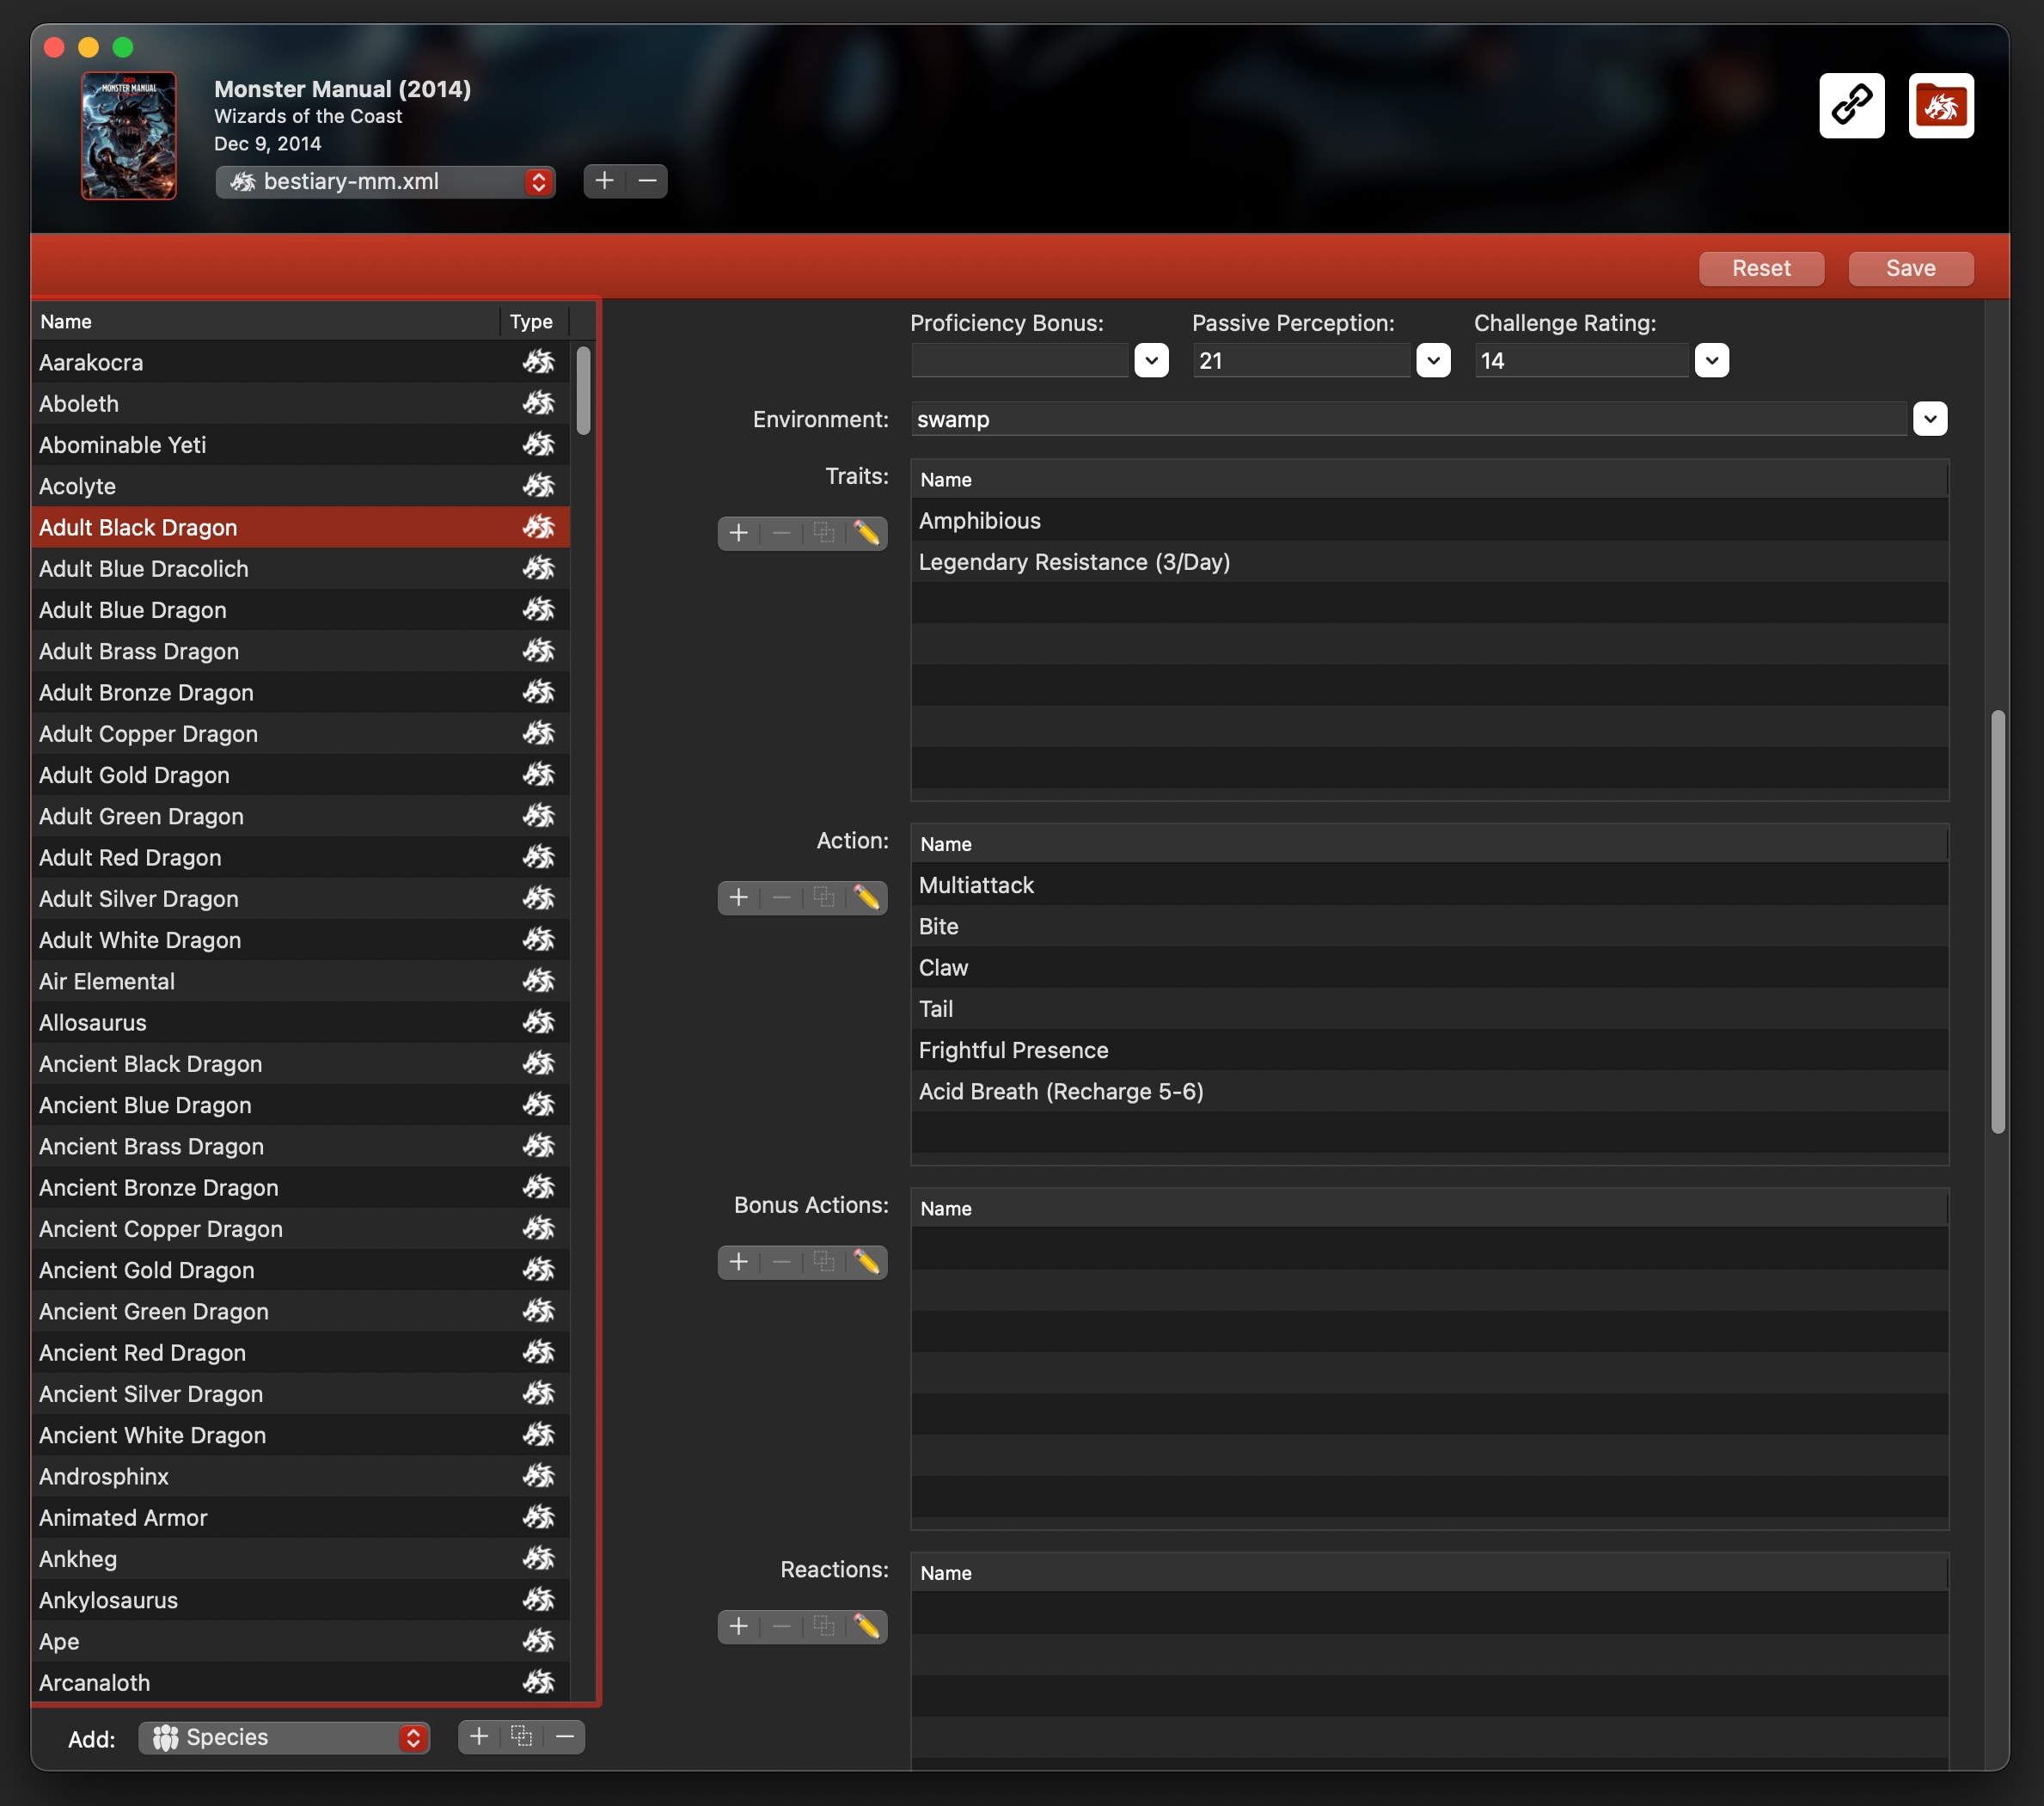 MONSTER MANUAL
Monster Manual (2014)
Wizards of the Coast
Dec 9, 2014
bestiary-mm.xml
Reset
Save
Name
Type
Aarakocra
Aboleth
Abominable Yeti
Acolyte
Adult Black Dragon
Adult Blue Dracolich
Adult Blue Dragon
Adult Brass Dragon
Adult Bronze Dragon
Adult Copper Dragon
Adult Gold Dragon
Adult Green Dragon
Adult Red Dragon
Adult Silver Dragon
Adult White Dragon
Air Elemental
Allosaurus
Ancient Black Dragon
Ancient Blue Dragon
Ancient Brass Dragon
Ancient Bronze Dragon
Ancient Copper Dragon
Ancient Gold Dragon
Ancient Green Dragon
Ancient Red Dragon
Ancient Silver Dragon
Ancient White Dragon
Androsphinx
Animated Armor
Ankheg
Ankylosaurus
Ape
Arcanaloth
Add:
Species
Proficiency Bonus:
Passive Perception:
21
Challenge Rating:
14
Environment:
swamp
Traits:
Name
Amphibious
Legendary Resistance (3/Day)
Action:
Name
Multiattack
Bite
Claw
Tail
Frightful Presence
Acid Breath (Recharge 5-6)
Bonus Actions:
Name
Reactions:
Name